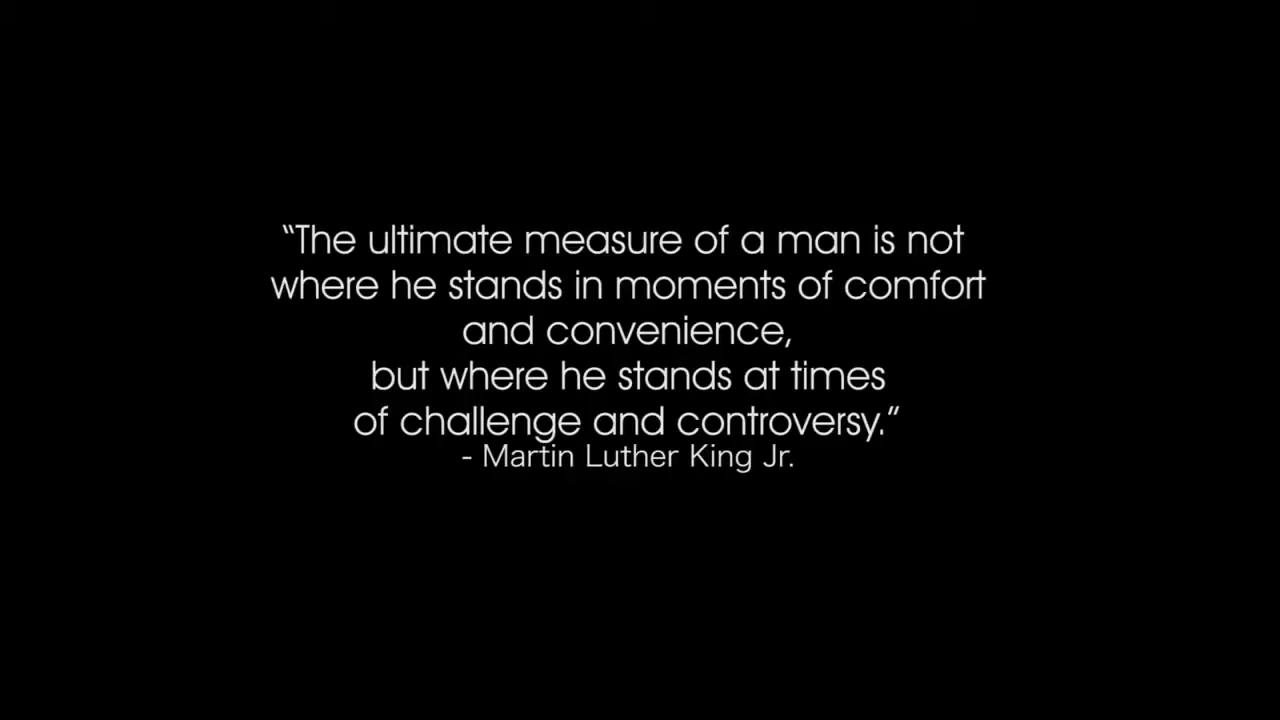 “The ultimate measure of a man is not
where he stands in moments of comfort
and convenience,
but where he stands at times
of challenge and controversy.”
- Martin Luther King Jr.